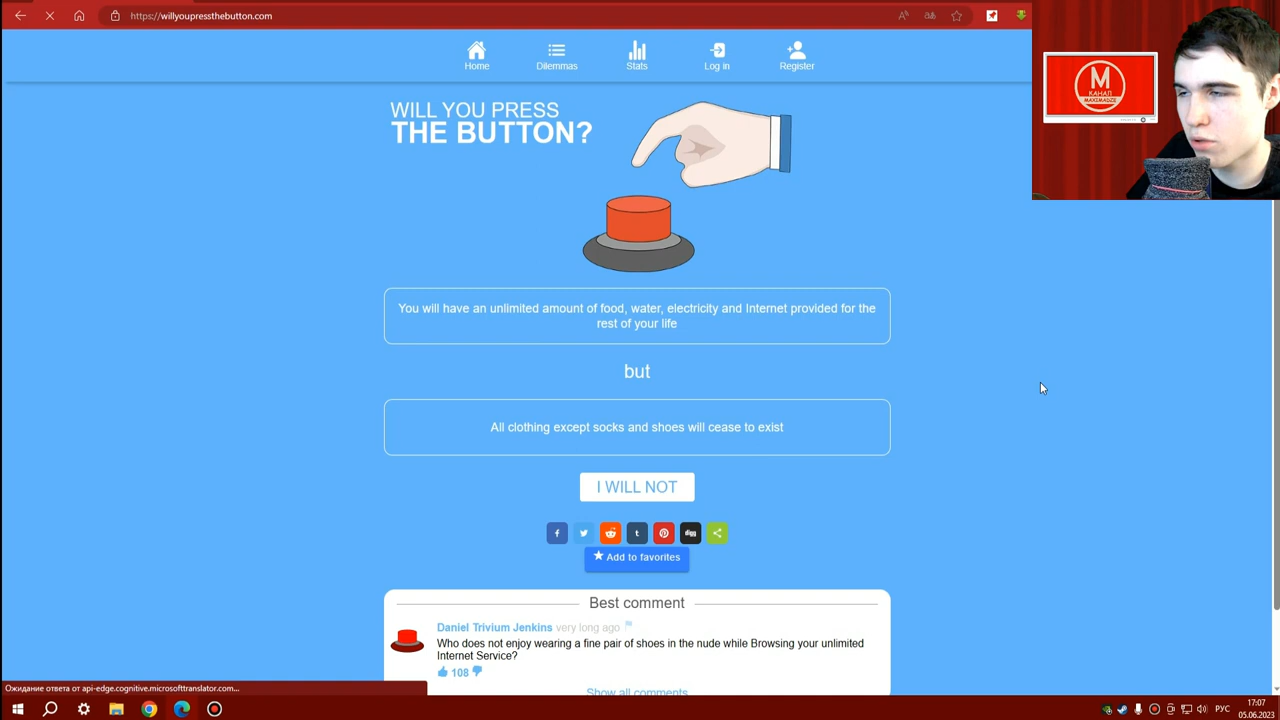 https://willyoupressthebutton.com
Home
Dilemmas
Stats
Log in
Register
М
КАНАЛ
MAXIMADZE
WILL YOU PRESS
THE BUTTON?
You will have an unlimited amount of food, water, electricity and Internet provided for the
rest of your life
but
All clothing except socks and shoes will cease to exist
I WILL NOT
digg
Add to favorites
Best comment
Daniel Trivium Jenkins very long ago
Who does not enjoy wearing a fine pair of shoes in the nude while Browsing your unlimited
Internet Service?
108
Show all comments
Ожидание ответа от api-edge.cognitive.microsofttranslator.com...
РУС
17:07
05.06.2023